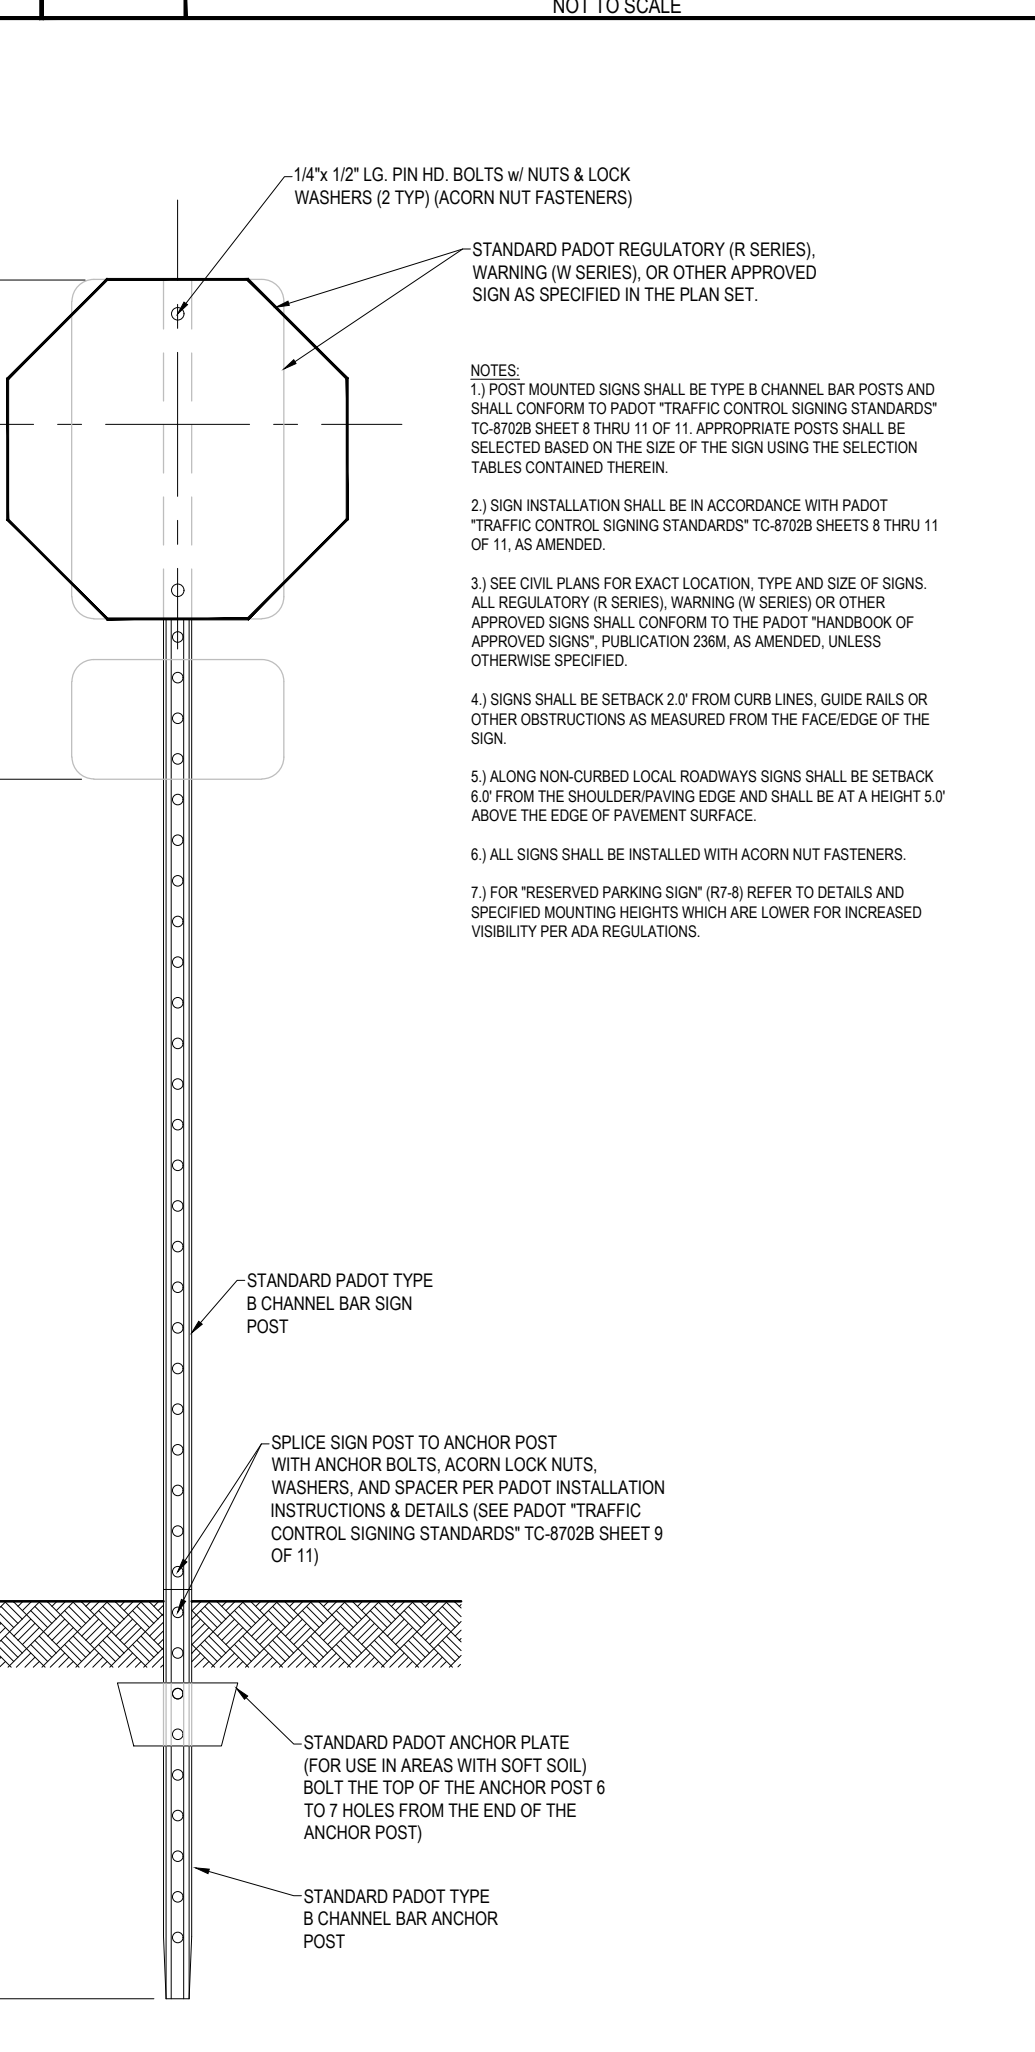 NOT TO SCALE
1/4"x 1/2" LG. PIN HD. BOLTS w/ NUTS & LOCK
WASHERS (2 TYP) (ACORN NUT FASTENERS)
STANDARD PADOT REGULATORY (R SERIES),
WARNING (W SERIES), OR OTHER APPROVED
SIGN AS SPECIFIED IN THE PLAN SET.
NOTES:
1.) POST MOUNTED SIGNS SHALL BE TYPE B CHANNEL BAR POSTS AND
SHALL CONFORM TO PADOT "TRAFFIC CONTROL SIGNING STANDARDS"
TC-8702B SHEET 8 THRU 11 OF 11. APPROPRIATE POSTS SHALL BE
SELECTED BASED ON THE SIZE OF THE SIGN USING THE SELECTION
TABLES CONTAINED THEREIN.
2.) SIGN INSTALLATION SHALL BE IN ACCORDANCE WITH PADOT
"TRAFFIC CONTROL SIGNING STANDARDS" TC-8702B SHEETS 8 THRU 11
OF 11, AS AMENDED.
3.) SEE CIVIL PLANS FOR EXACT LOCATION, TYPE AND SIZE OF SIGNS.
ALL REGULATORY (R SERIES), WARNING (W SERIES) OR OTHER
APPROVED SIGNS SHALL CONFORM TO THE PADOT "HANDBOOK OF
APPROVED SIGNS", PUBLICATION 236M, AS AMENDED, UNLESS
OTHERWISE SPECIFIED.
4.) SIGNS SHALL BE SETBACK 2.0' FROM CURB LINES, GUIDE RAILS OR
OTHER OBSTRUCTIONS AS MEASURED FROM THE FACE/EDGE OF THE
SIGN.
5.) ALONG NON-CURBED LOCAL ROADWAYS SIGNS SHALL BE SETBACK
6.0' FROM THE SHOULDER/PAVING EDGE AND SHALL BE AT A HEIGHT 5.0'
ABOVE THE EDGE OF PAVEMENT SURFACE.
6.) ALL SIGNS SHALL BE INSTALLED WITH ACORN NUT FASTENERS.
7.) FOR "RESERVED PARKING SIGN" (R7-8) REFER TO DETAILS AND
SPECIFIED MOUNTING HEIGHTS WHICH ARE LOWER FOR INCREASED
VISIBILITY PER ADA REGULATIONS.
STANDARD PADOT TYPE
B CHANNEL BAR SIGN
POST
SPLICE SIGN POST TO ANCHOR POST
WITH ANCHOR BOLTS, ACORN LOCK NUTS,
WASHERS, AND SPACER PER PADOT INSTALLATION
INSTRUCTIONS & DETAILS (SEE PADOT "TRAFFIC
CONTROL SIGNING STANDARDS" TC-8702B SHEET 9
OF 11)
STANDARD PADOT ANCHOR PLATE
(FOR USE IN AREAS WITH SOFT SOIL)
BOLT THE TOP OF THE ANCHOR POST 6
TO 7 HOLES FROM THE END OF THE
ANCHOR POST)
STANDARD PADOT TYPE
B CHANNEL BAR ANCHOR
POST